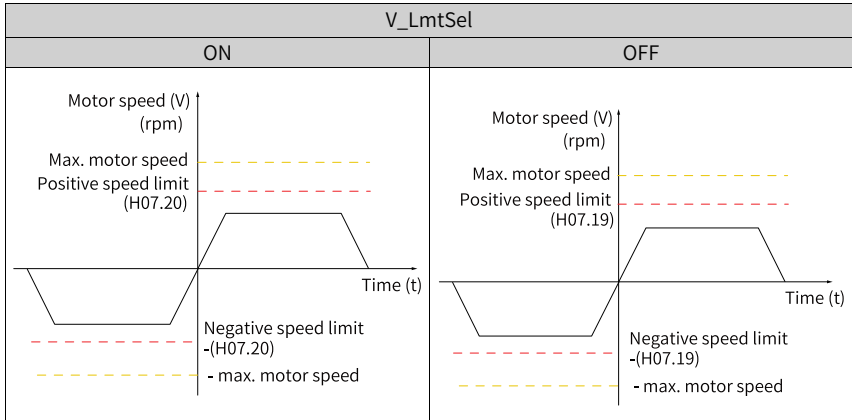 V_LmtSel
ON
OFF
Motor speed (V)
(rpm)
Max. motor speed
Positive speed limit
(H07.20)
Time (t)
Negative speed limit
-(H07.20)
- max. motor speed
Motor speed (V)
(rpm)
Max. motor speed
Positive speed limit
(H07.19)
Time (t)
Negative speed limit
-(H07.19)
- max. motor speed